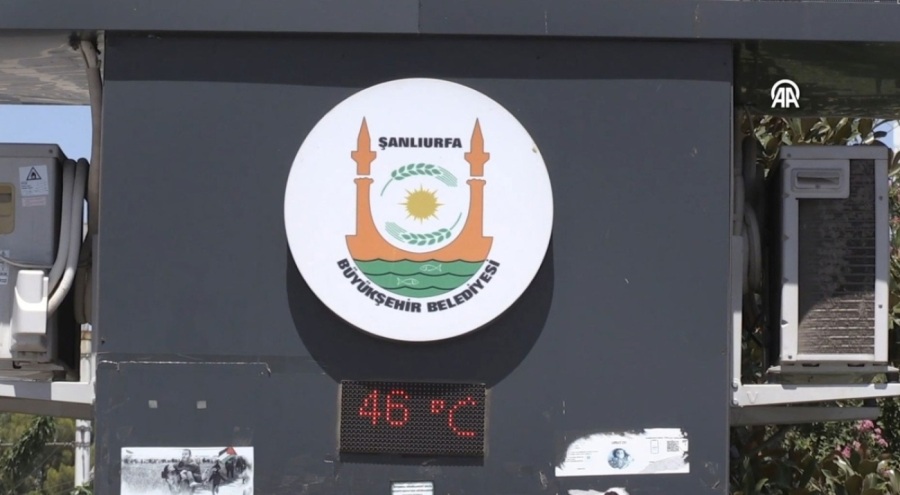 AA
ŞANLIURFA
BÜYÜKŞEHİR BELEDİYESİ
46 °C